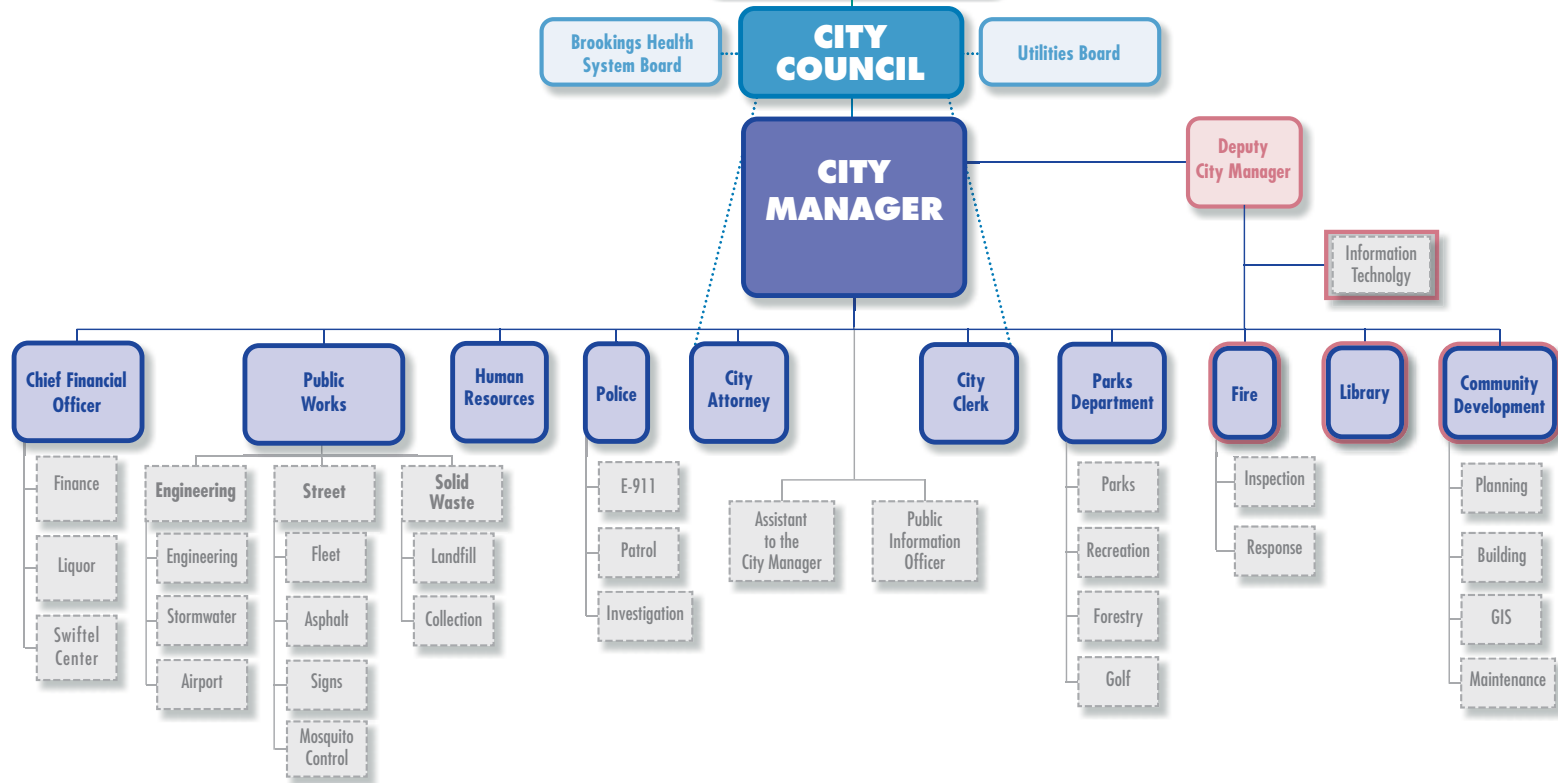 Brookings Health
System Board
CITY
COUNCIL
Utilities Board
CITY
MANAGER
Deputy
City Manager
Information
Technolgy
Chief Financial
Officer
Public
Works
Human
Resources
Police
City
Attorney
City
Clerk
Parks
Department
Fire
Library
Community
Development
Finance
Liquor
Swiftel
Center
Engineering
Engineering
Stormwater
Airport
Street
Fleet
Asphalt
Signs
Mosquito
Control
Solid
Waste
Landfill
Collection
E-911
Patrol
Investigation
Assistant
to the
City Manager
Public
Information
Officer
Parks
Recreation
Forestry
Golf
Inspection
Response
Planning
Building
GIS
Maintenance